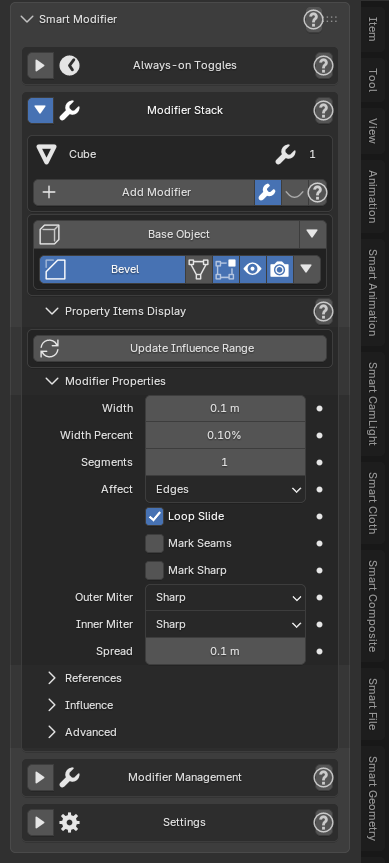 Smart Modifier
Always-on Toggles
Modifier Stack
Cube 1
Add Modifier
Base Object
Bevel
Property Items Display
Update Influence Range
Modifier Properties
Width 0.1 m
Width Percent 0.10%
Segments 1
Affect Edges
Loop Slide
Mark Seams
Mark Sharp
Outer Miter Sharp
Inner Miter Sharp
Spread 0.1 m
References
Influence
Advanced
Modifier Management
Settings
Item
Tool
View
Animation
Smart Animation
Smart CamLight
Smart Cloth
Smart Composite
Smart File
Smart Geometry